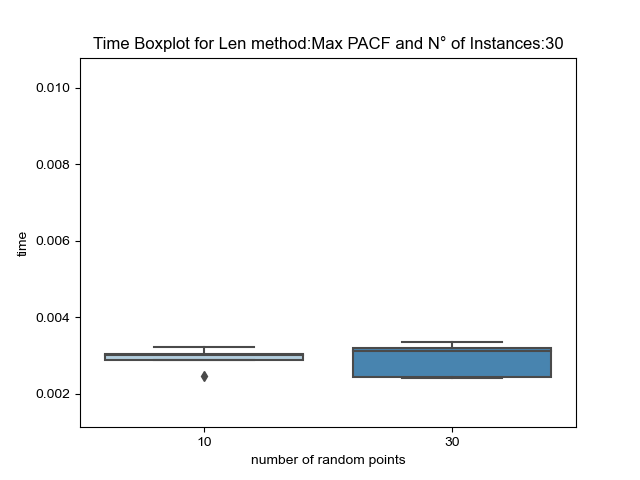 Time Boxplot for Len method:Max PACF and N° of Instances:30
0.010
0.008
0.006
0.004
0.002
time
10
30
number of random points